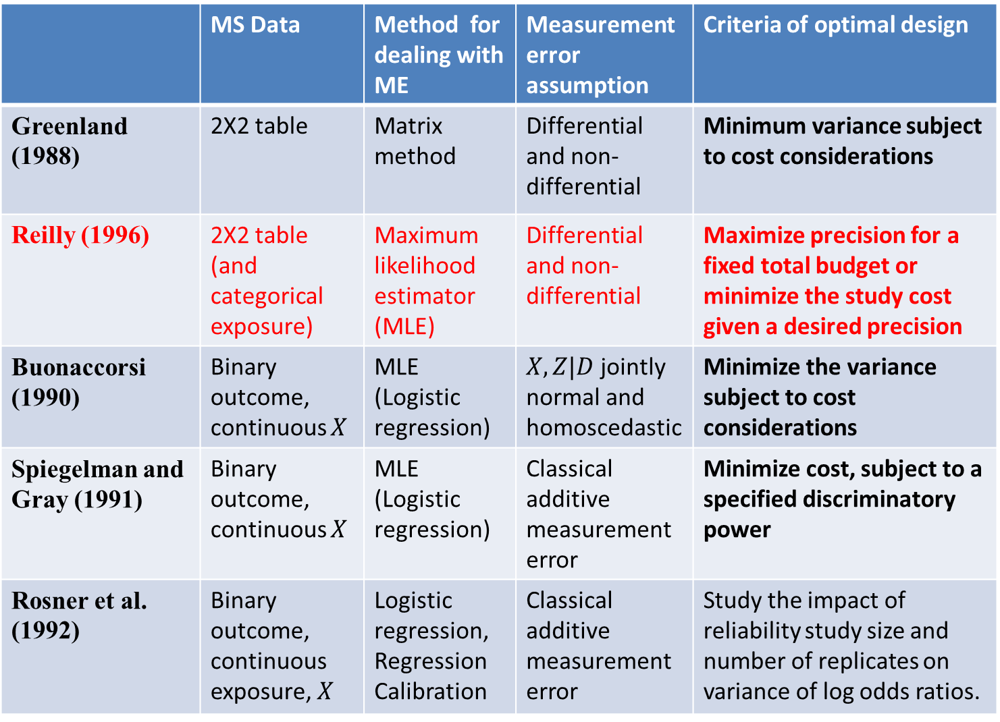 MS Data
Method for
dealing with
ME
Measurement
error
assumption
Criteria of optimal design
Greenland
(1988)
2X2 table
Matrix
method
Differential
and non-
differential
Minimum variance subject
to cost considerations
Reilly (1996)
2X2 table
(and
categorical
exposure)
Maximum
likelihood
estimator
(MLE)
Differential
and non-
differential
Maximize precision for a
fixed total budget or
minimize the study cost
given a desired precision
Buonaccorsi
(1990)
Binary
outcome,
continuous X
MLE
(Logistic
regression)
X, Z|D jointly
normal and
homoscedastic
Minimize the variance
subject to cost
considerations
Spiegelman and
Gray (1991)
Binary
outcome,
continuous X
MLE
(Logistic
regression)
Classical
additive
measurement
error
Minimize cost, subject to a
specified discriminatory
power
Rosner et al.
(1992)
Binary
outcome,
continuous
exposure, X
Logistic
regression,
Regression
Calibration
Classical
additive
measurement
error
Study the impact of
reliability study size and
number of replicates on
variance of log odds ratios.